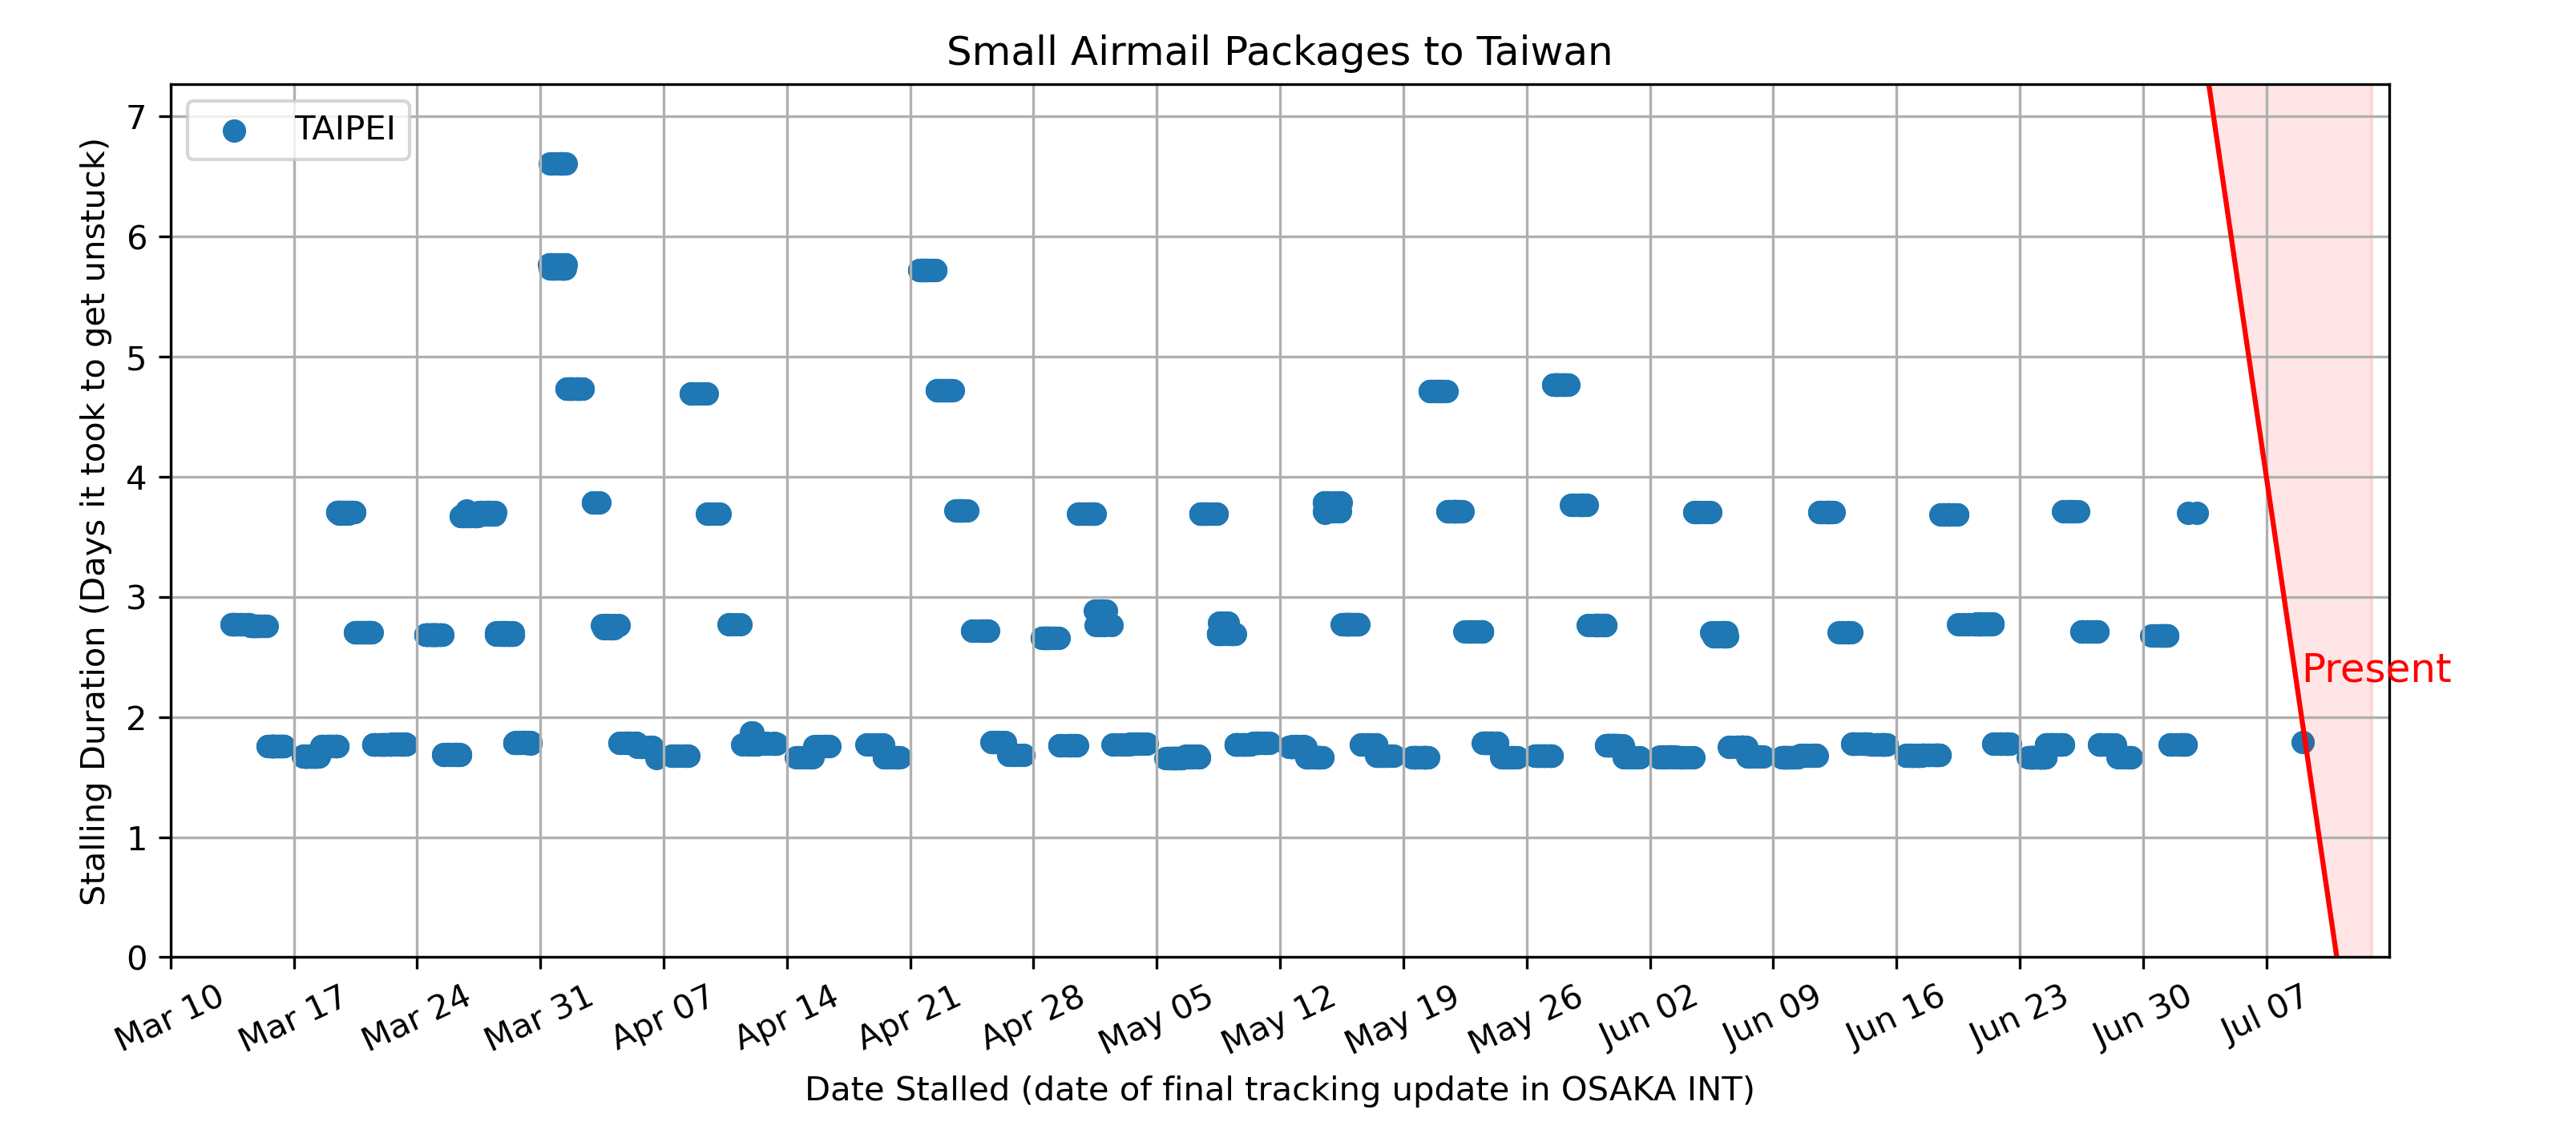 Small Airmail Packages to Taiwan
TAIPEI
Stalling Duration (Days it took to get unstuck)
7
6
5
4
3
2
1
0
Present
Mar 10
Mar 17
Mar 24
Mar 31
Apr 07
Apr 14
Apr 21
Apr 28
May 05
May 12
May 19
May 26
Jun 02
Jun 09
Jun 16
Jun 23
Jun 30
Jul 07
Date Stalled (date of final tracking update in OSAKA INT)